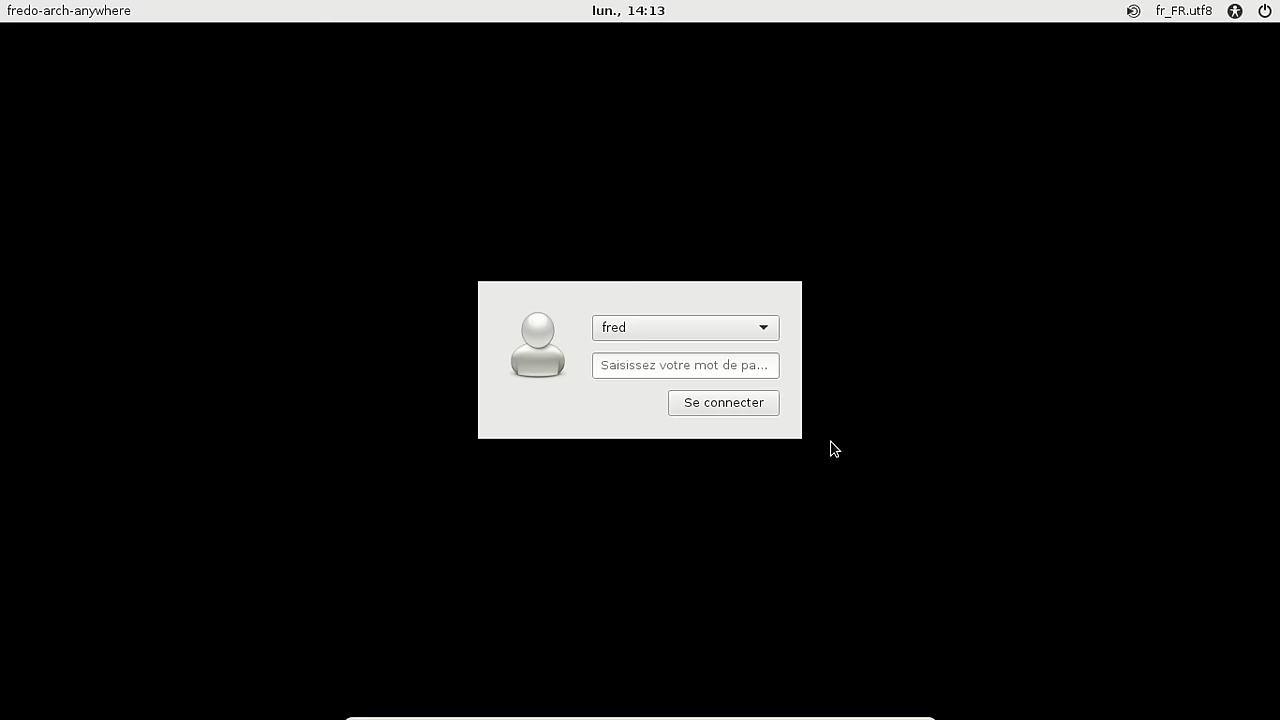 fredo-arch-anywhere lun., 14:13 fr_FR.utf8
fred
Saisissez votre mot de pa...
Se connecter